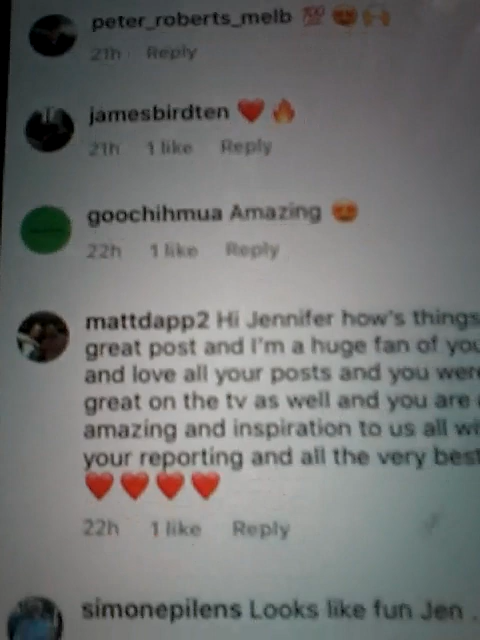 peter_roberts_melb 💯 😍 🙌
21h Reply
jamesbirdten ❤️ 🔥
21h 1 like Reply
goochihmua Amazing 😍
22h 1 like Reply
mattdapp2 Hi Jennifer how's things
great post and I'm a huge fan of you
and love all your posts and you were
great on the tv as well and you are
amazing and inspiration to us all wi
your reporting and all the very best
❤️ ❤️ ❤️ ❤️
22h 1 like Reply
simonepilens Looks like fun Jen .